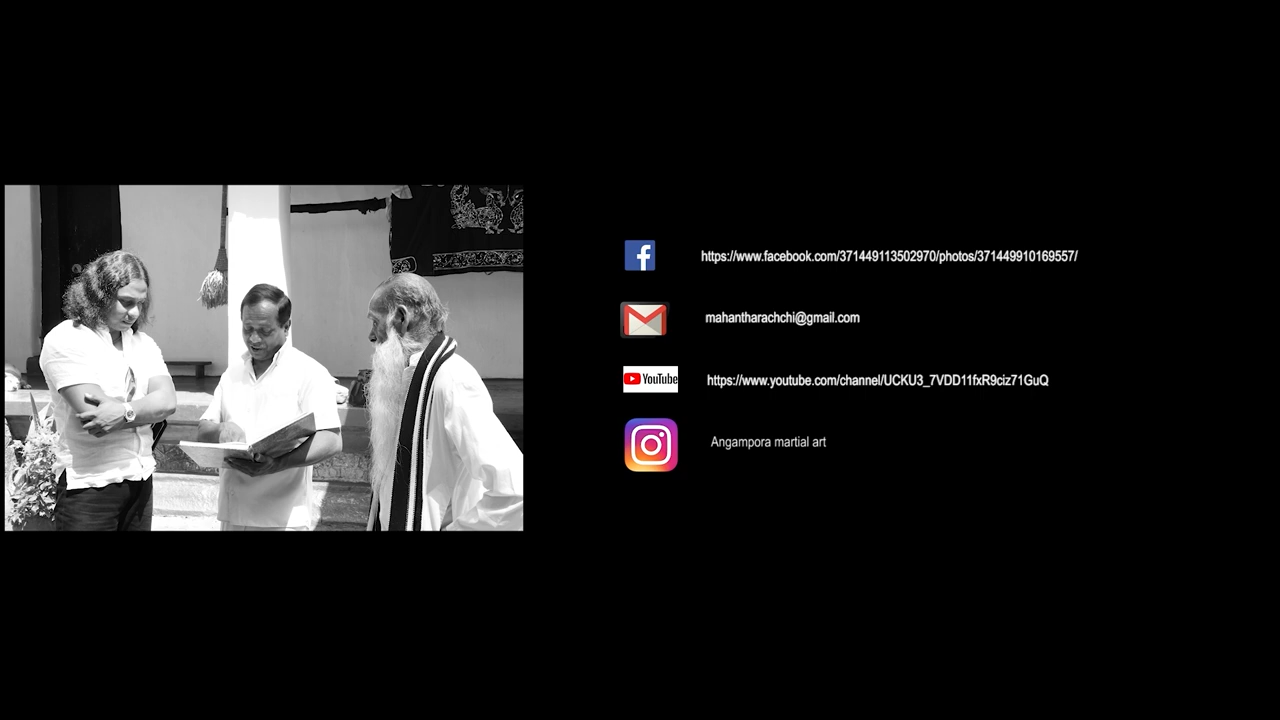 https://www.facebook.com/371449113502970/photos/371449910169557/
mahantharachchi@gmail.com
YouTube
https://www.youtube.com/channel/UCKU3_7VDD11fxR9ciz71GuQ
Angampora martial art